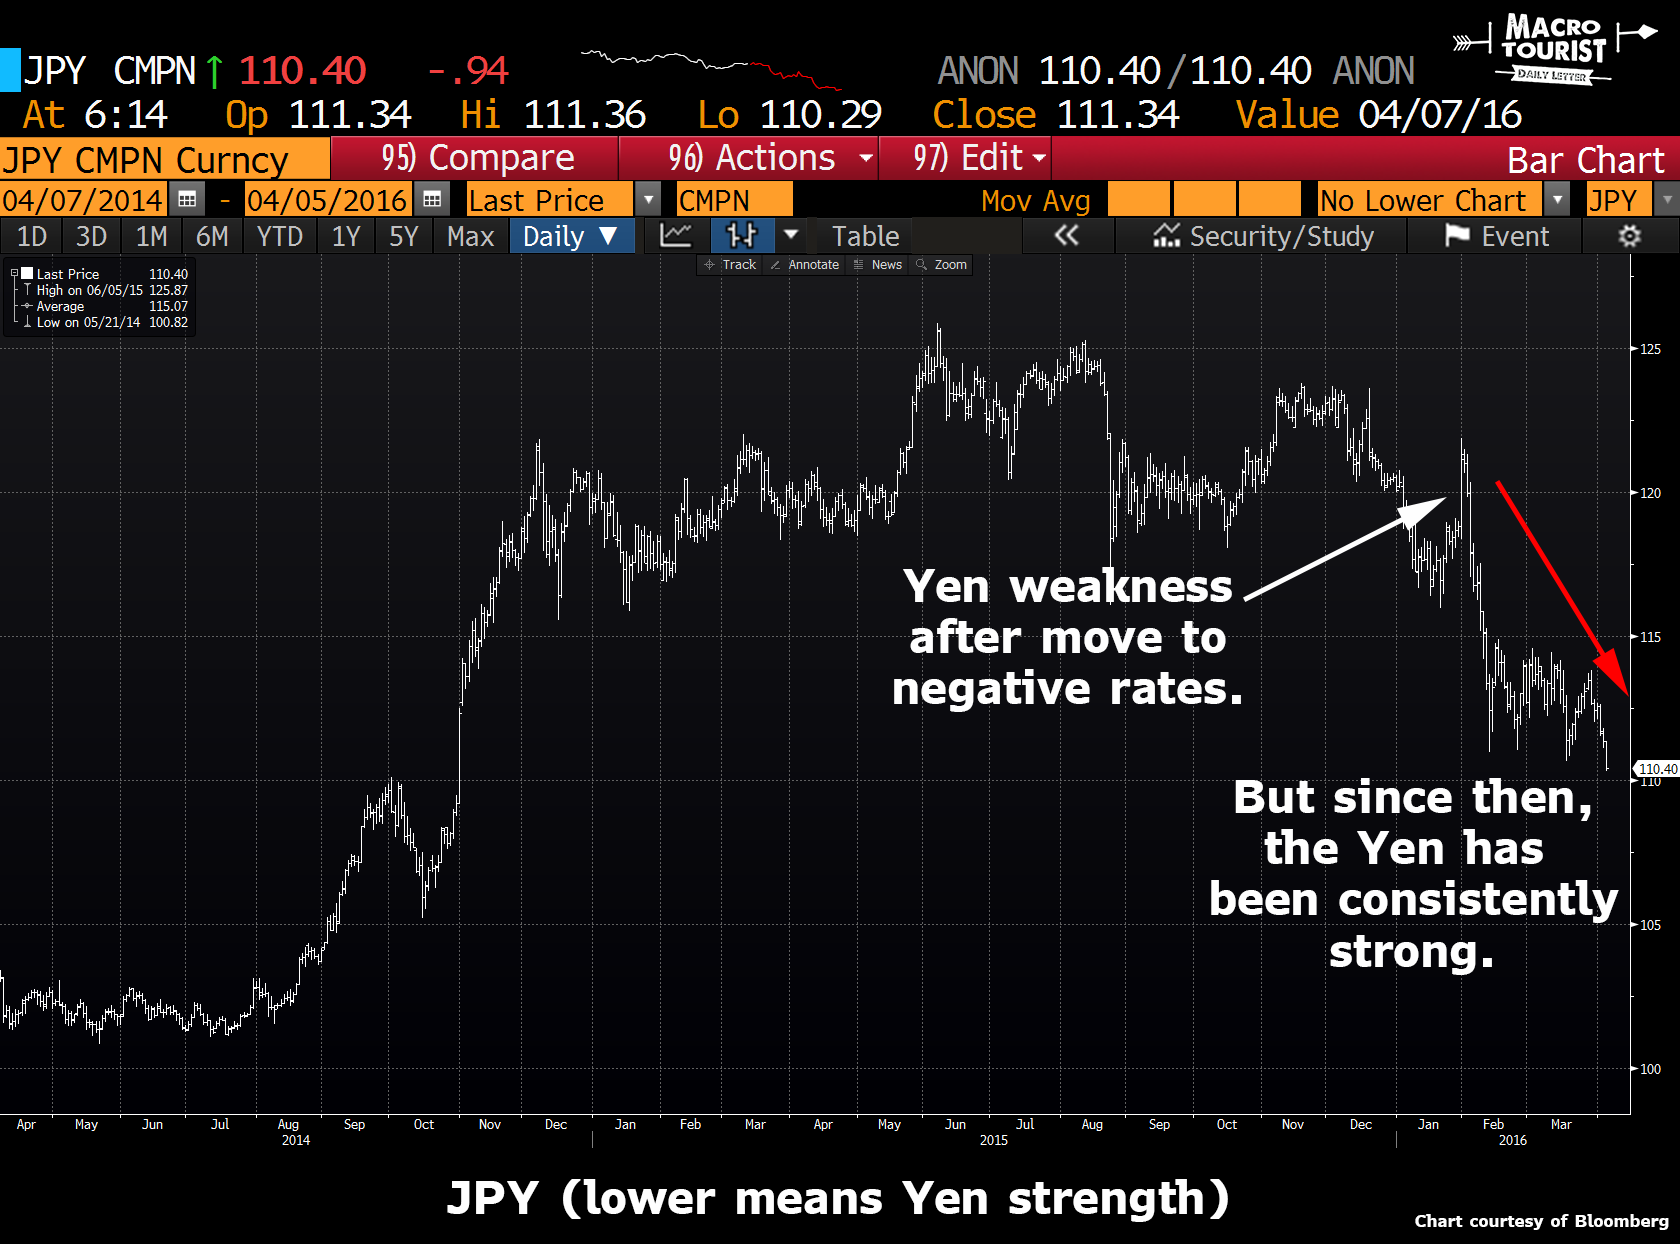 MACRO
TOURIST
DAILY LETTER
JPY CMPN ↑ 110.40 -.94 ANON 110.40/110.40 ANON
At 6:14 Op 111.34 Hi 111.36 Lo 110.29 Close 111.34 Value 04/07/16
JPY CMPN Curncy 95) Compare 96) Actions 97) Edit Bar Chart
04/07/2014 - 04/05/2016 Last Price CMPN Mov Avg No Lower Chart JPY
1D 3D 1M 6M YTD 1Y 5Y Max Daily ▼ Table « Security/Study Event
Track Annotate News Zoom
Last Price 110.40
High on 06/05/15 125.87
Average 115.07
Low on 05/21/14 100.82
125
120
Yen weakness
after move to
negative rates.
115
110.40
110
But since then,
the Yen has
been consistently
strong.
105
100
Apr May Jun Jul Aug Sep Oct Nov Dec Jan Feb Mar Apr May Jun Jul Aug Sep Oct Nov Dec Jan Feb Mar
2014 2015 2016
JPY (lower means Yen strength)
Chart courtesy of Bloomberg